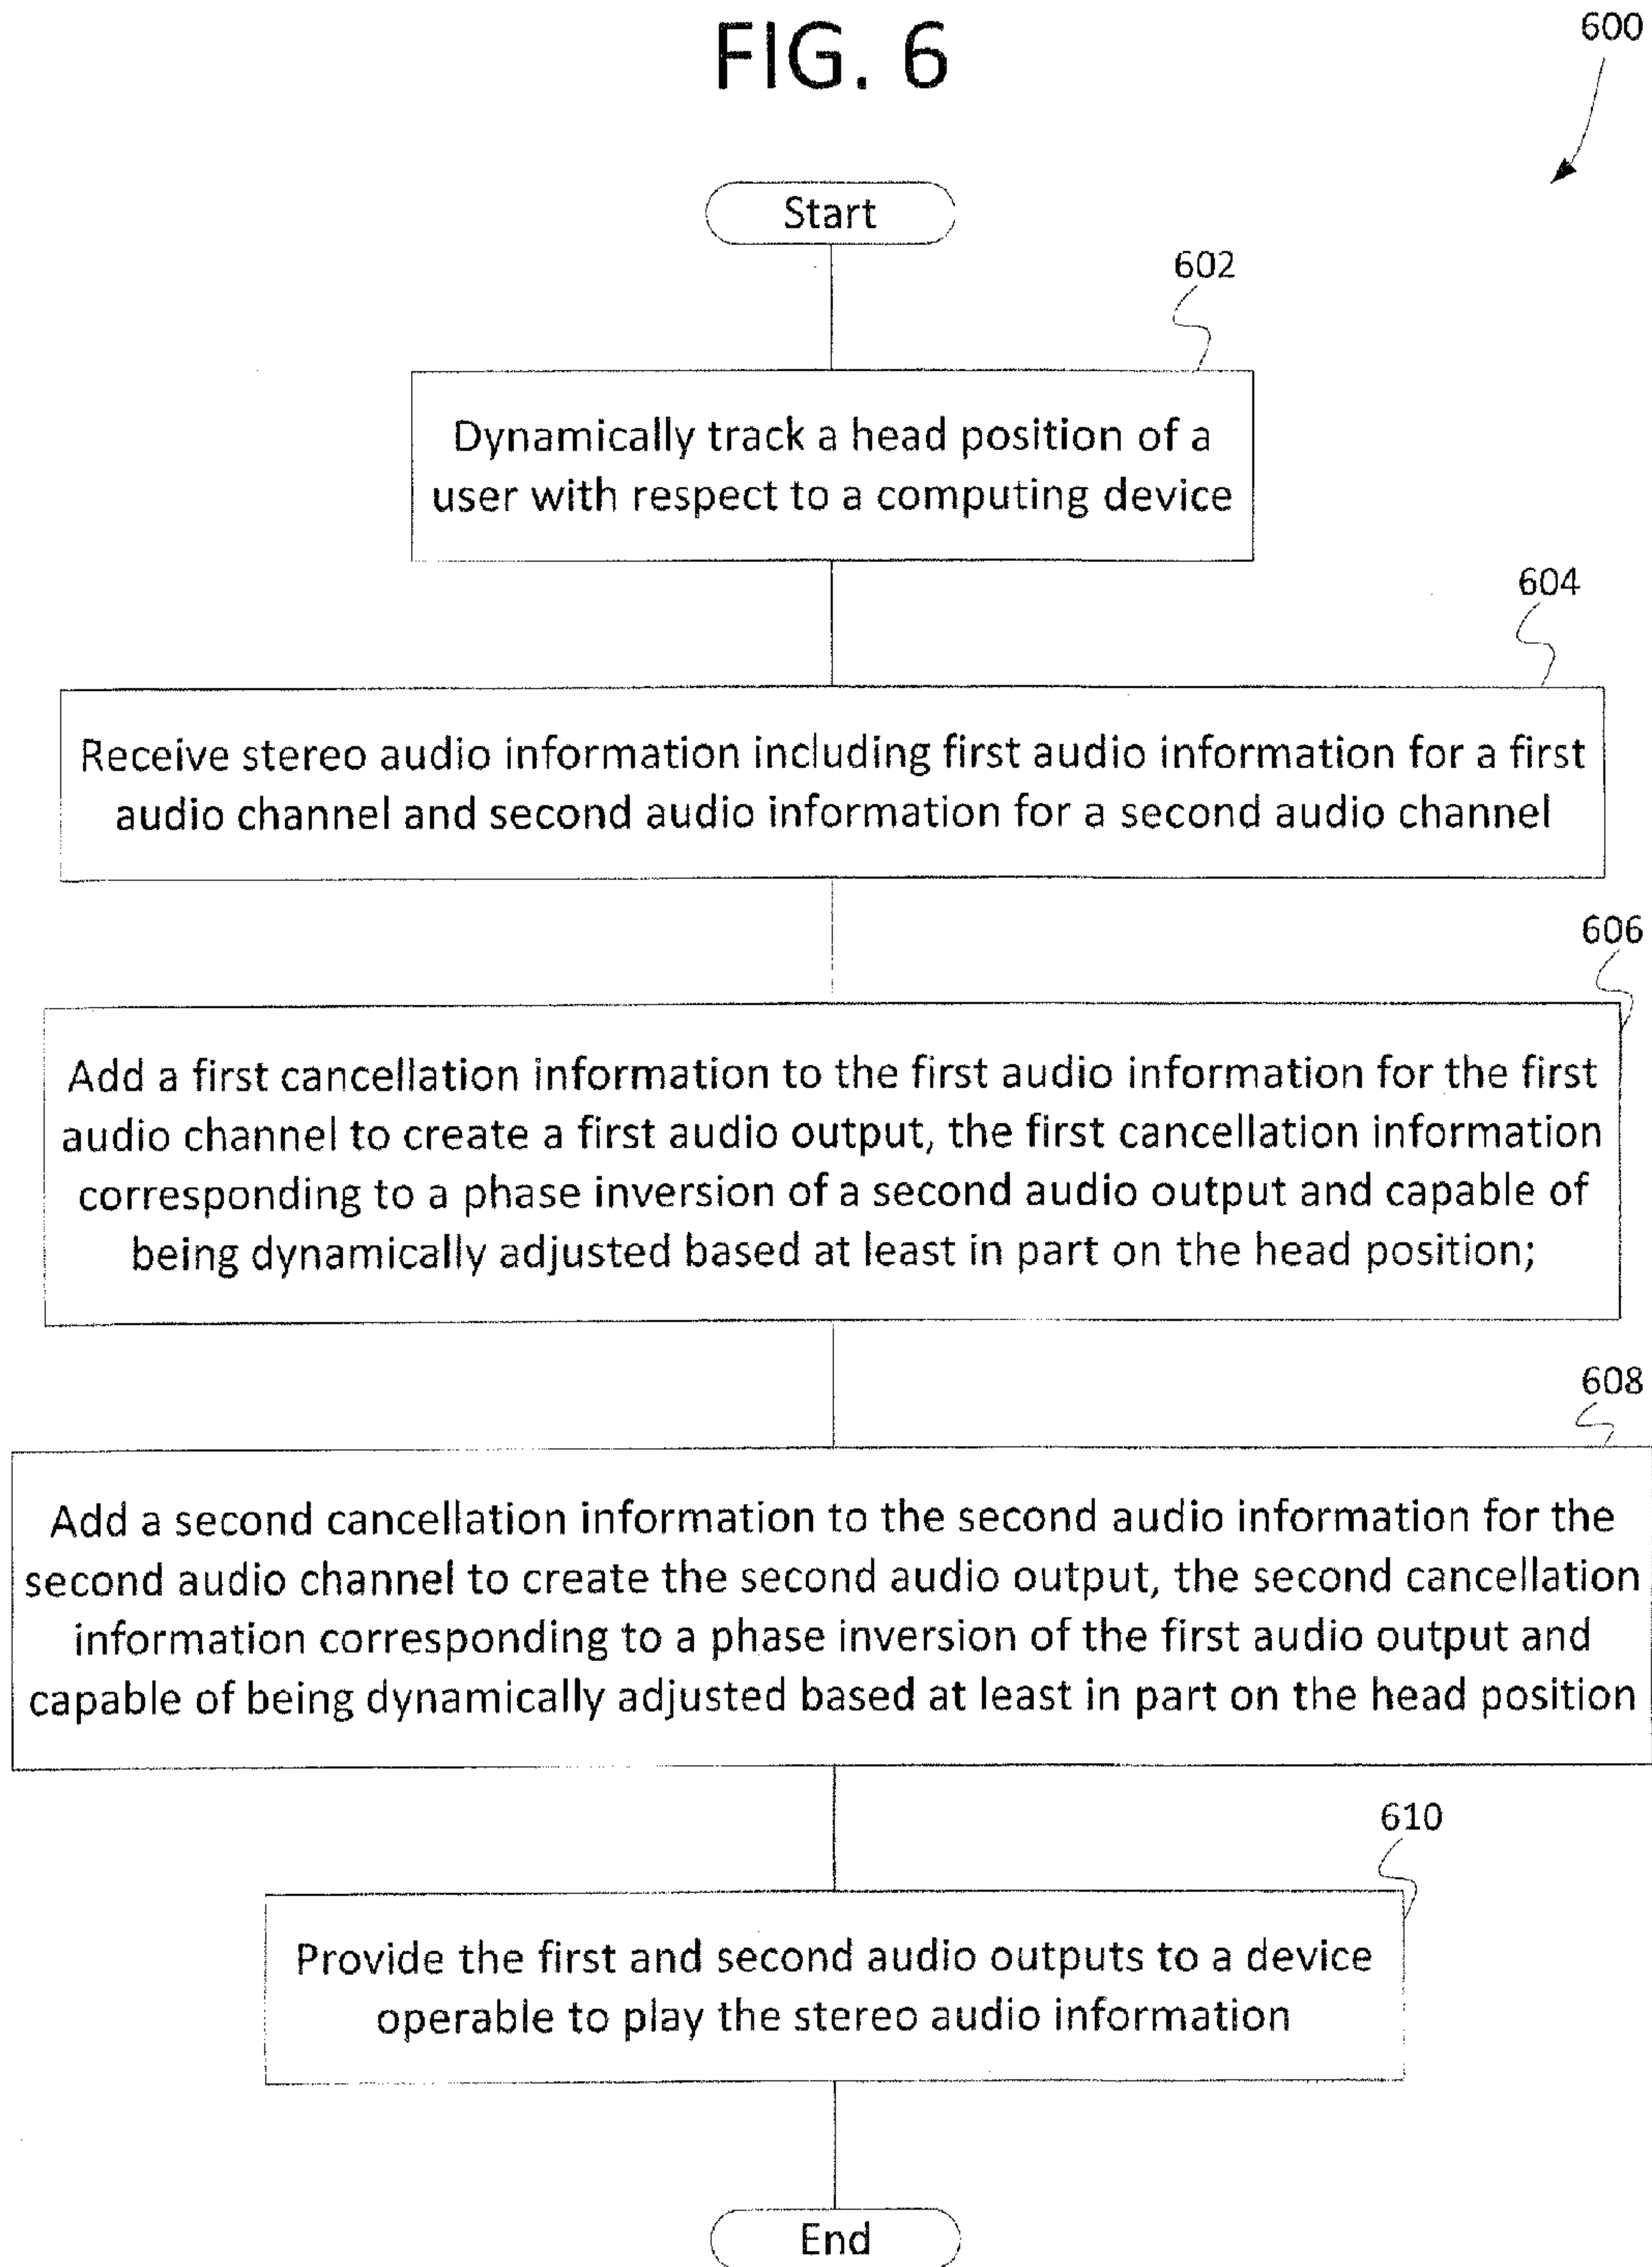 FIG. 6
600
Start
602
Dynamically track a head position of a
user with respect to a computing device
604
Receive stereo audio information including first audio information for a first
audio channel and second audio information for a second audio channel
606
Add a first cancellation information to the first audio information for the first
audio channel to create a first audio output, the first cancellation information
corresponding to a phase inversion of a second audio output and capable of
being dynamically adjusted based at least in part on the head position;
608
Add a second cancellation information to the second audio information for the
second audio channel to create the second audio output, the second cancellation
information corresponding to a phase inversion of the first audio output and
capable of being dynamically adjusted based at least in part on the head position
610
Provide the first and second audio outputs to a device
operable to play the stereo audio information
End